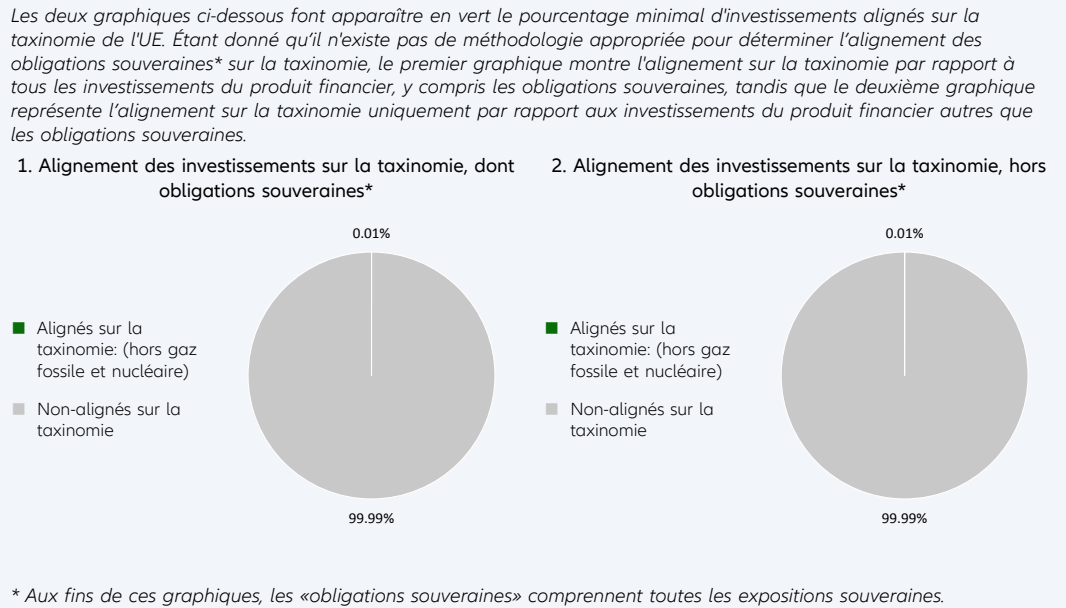 Les deux graphiques ci-dessous font apparaître en vert le pourcentage minimal d'investissements alignés sur la
taxinomie de l'UE. Étant donné qu’il n'existe pas de méthodologie appropriée pour déterminer l’alignement des
obligations souveraines* sur la taxinomie, le premier graphique montre l'alignement sur la taxinomie par rapport à
tous les investissements du produit financier, y compris les obligations souveraines, tandis que le deuxième graphique
représente l’alignement sur la taxinomie uniquement par rapport aux investissements du produit financier autres que
les obligations souveraines.
1. Alignement des investissements sur la taxinomie, dont
obligations souveraines*
0.01%
Alignés sur la
taxinomie: (hors gaz
fossile et nucléaire)
Non-alignés sur la
taxinomie
99.99%
2. Alignement des investissements sur la taxinomie, hors
obligations souveraines*
0.01%
Alignés sur la
taxinomie: (hors gaz
fossile et nucléaire)
Non-alignés sur la
taxinomie
99.99%
* Aux fins de ces graphiques, les «obligations souveraines» comprennent toutes les expositions souveraines.